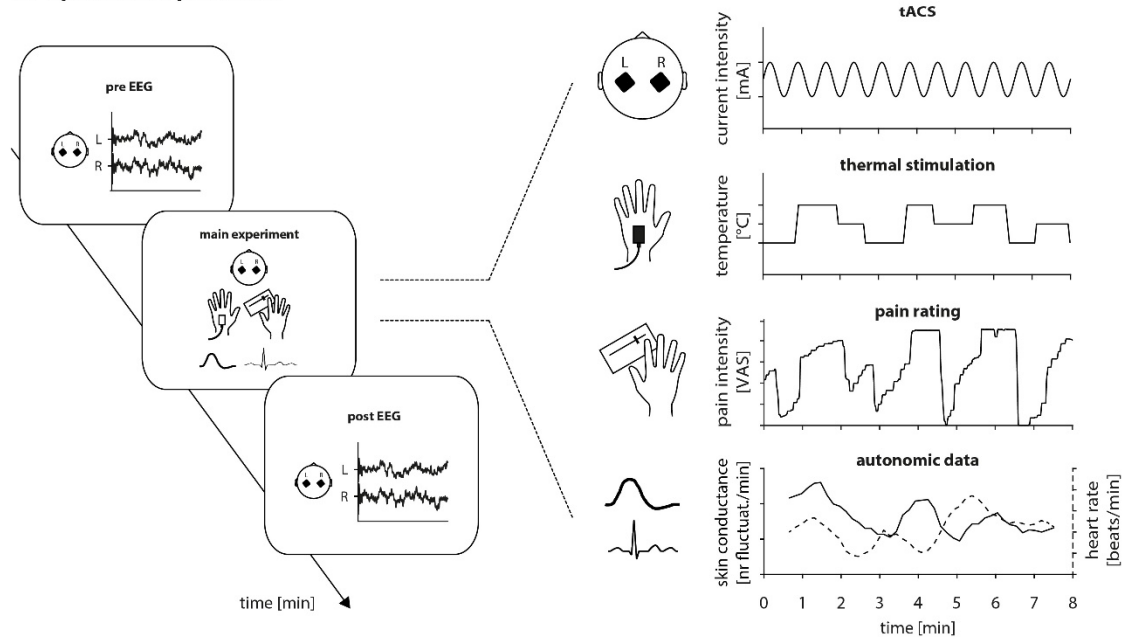 pre EEG
L R
L
R
main experiment
L R
post EEG
L R
L
R
time [min]
L R
tACS
current intensity
[mA]
thermal stimulation
temperature
[°C]
pain rating
pain intensity
[VAS]
autonomic data
skin conductance
[nr fluctuat./min]
heart rate
[beats/min]
0 1 2 3 4 5 6 7 8
time [min]